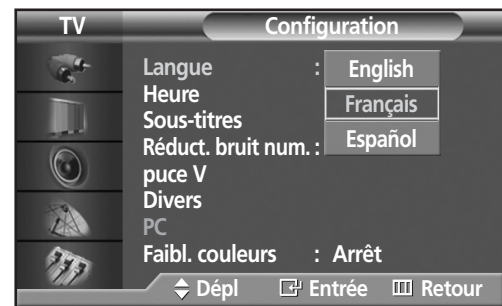 TV Configuration
Langue : English
Heure Français
Sous-titres
Réduct. bruit num. : Español
puce V
Divers
PC
Faibl. couleurs : Arrêt
Dépl Entrée Retour